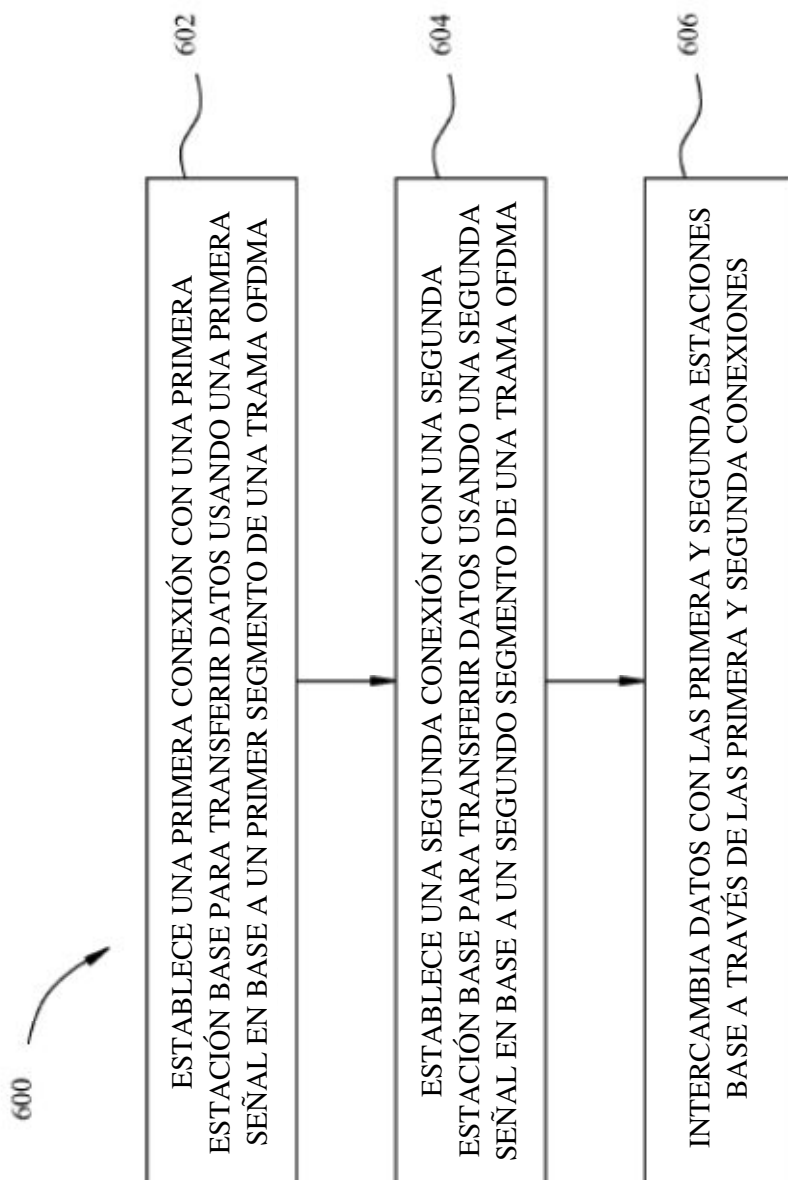 600
ESTABLECE UNA PRIMERA CONEXIÓN CON UNA PRIMERA
ESTACIÓN BASE PARA TRANSFERIR DATOS USANDO UNA PRIMERA
SEÑAL EN BASE A UN PRIMER SEGMENTO DE UNA TRAMA OFDMA
602
ESTABLECE UNA SEGUNDA CONEXIÓN CON UNA SEGUNDA
ESTACIÓN BASE PARA TRANSFERIR DATOS USANDO UNA SEGUNDA
SEÑAL EN BASE A UN SEGUNDO SEGMENTO DE UNA TRAMA OFDMA
604
INTERCAMBIA DATOS CON LAS PRIMERA Y SEGUNDA ESTACIONES
BASE A TRAVÉS DE LAS PRIMERA Y SEGUNDA CONEXIONES
606